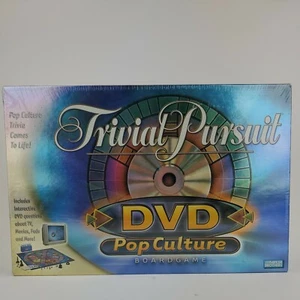 Pop Culture
Trivia
Comes
To Life!
Trivial Pursuit
DVD
Pop Culture
BOARDGAME
Includes
Interactive
DVD questions
about TV,
Movies, Fads
and More!